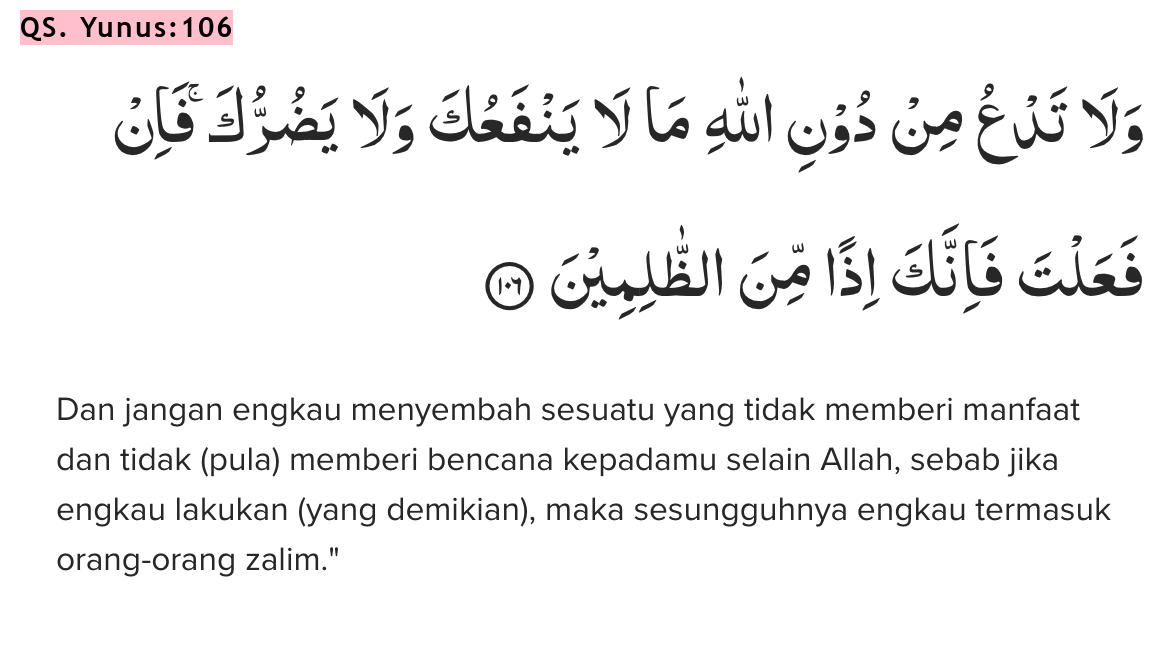 QS. Yunus:106
وَلَا تَدْعُ مِنْ دُوْنِ اللّٰهِ مَا لَا يَنْفَعُكَ وَلَا يَضُرُّكَ ۚفَاِنْ
فَعَلْتَ فَاِنَّكَ اِذًا مِّنَ الظّٰلِمِيْنَ ١٠٦
Dan jangan engkau menyembah sesuatu yang tidak memberi manfaat
dan tidak (pula) memberi bencana kepadamu selain Allah, sebab jika
engkau lakukan (yang demikian), maka sesungguhnya engkau termasuk
orang-orang zalim."